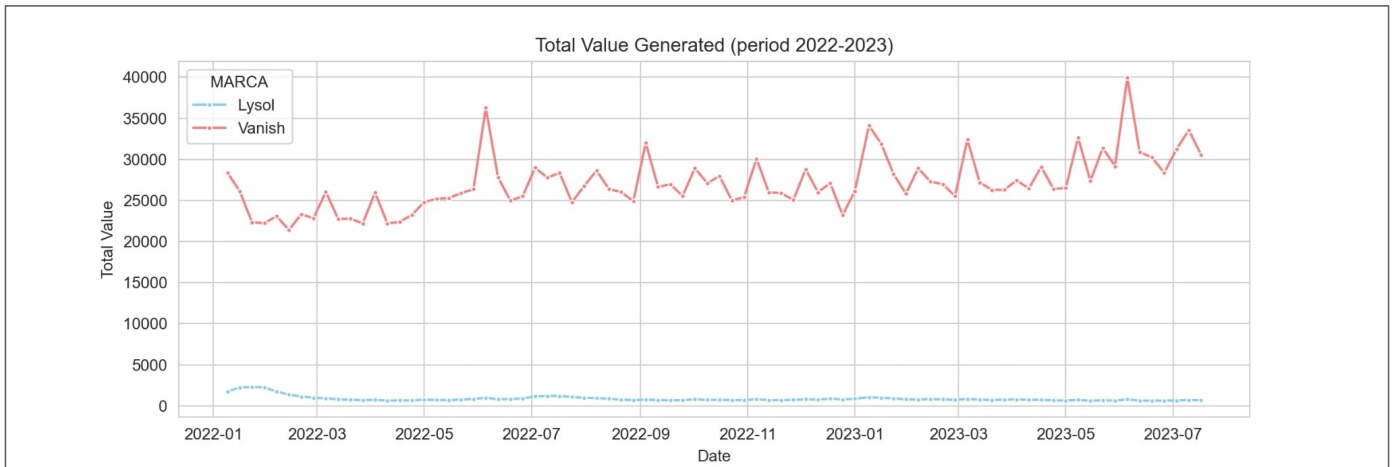 Total Value Generated (period 2022-2023)
MARCA
Lysol
Vanish
Total Value
40000
35000
30000
25000
20000
15000
10000
5000
0
2022-01 2022-03 2022-05 2022-07 2022-09 2022-11 2023-01 2023-03 2023-05 2023-07
Date